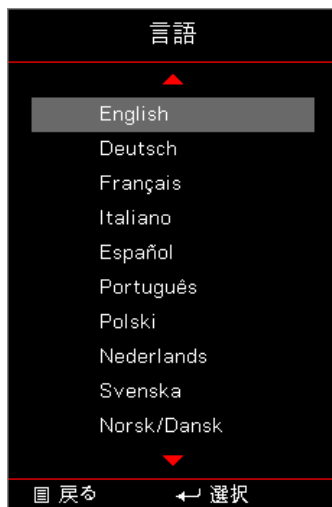 言語
English
Deutsch
Français
Italiano
Español
Português
Polski
Nederlands
Svenska
Norsk/Dansk
戻る 選択